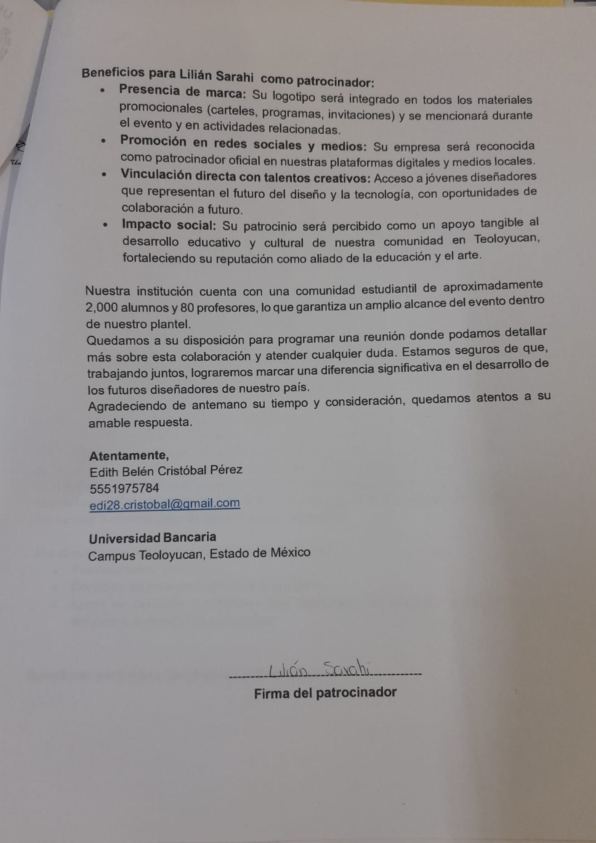 Beneficios para Lilián Sarahi como patrocinador:
• Presencia de marca: Su logotipo será integrado en todos los materiales
promocionales (carteles, programas, invitaciones) y se mencionará durante
el evento y en actividades relacionadas.
• Promoción en redes sociales y medios: Su empresa será reconocida
como patrocinador oficial en nuestras plataformas digitales y medios locales.
• Vinculación directa con talentos creativos: Acceso a jóvenes diseñadores
que representan el futuro del diseño y la tecnología, con oportunidades de
colaboración a futuro.
• Impacto social: Su patrocinio será percibido como un apoyo tangible al
desarrollo educativo y cultural de nuestra comunidad en Teoloyucan,
fortaleciendo su reputación como aliado de la educación y el arte.
Nuestra institución cuenta con una comunidad estudiantil de aproximadamente
2,000 alumnos y 80 profesores, lo que garantiza un amplio alcance del evento dentro
de nuestro plantel.
Quedamos a su disposición para programar una reunión donde podamos detallar
más sobre esta colaboración y atender cualquier duda. Estamos seguros de que,
trabajando juntos, lograremos marcar una diferencia significativa en el desarrollo de
los futuros diseñadores de nuestro país.
Agradeciendo de antemano su tiempo y consideración, quedamos atentos a su
amable respuesta.
Atentamente,
Edith Belén Cristóbal Pérez
5551975784
edi28.cristobal@gmail.com
Universidad Bancaria
Campus Teoloyucan, Estado de México
Lilián Sarahi
Firma del patrocinador